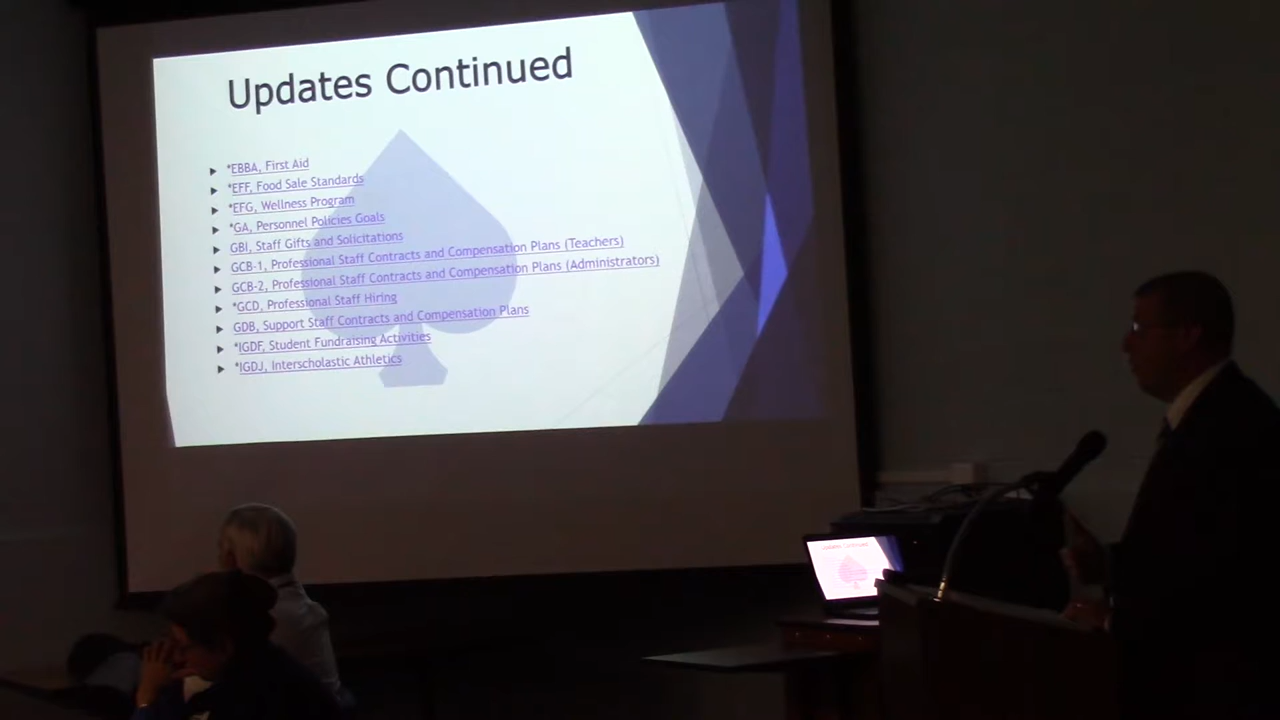 Updates Continued
*EBBA, First Aid
*EFF, Food Sale Standards
*EFG, Wellness Program
*GA, Personnel Policies Goals
GBI, Staff Gifts and Solicitations
GCB-1, Professional Staff Contracts and Compensation Plans (Teachers)
GCB-2, Professional Staff Contracts and Compensation Plans (Administrators)
*GCD, Professional Staff Hiring
GDB, Support Staff Contracts and Compensation Plans
*IGDF, Student Fundraising Activities
*IGDJ, Interscholastic Athletics
Updates Continued